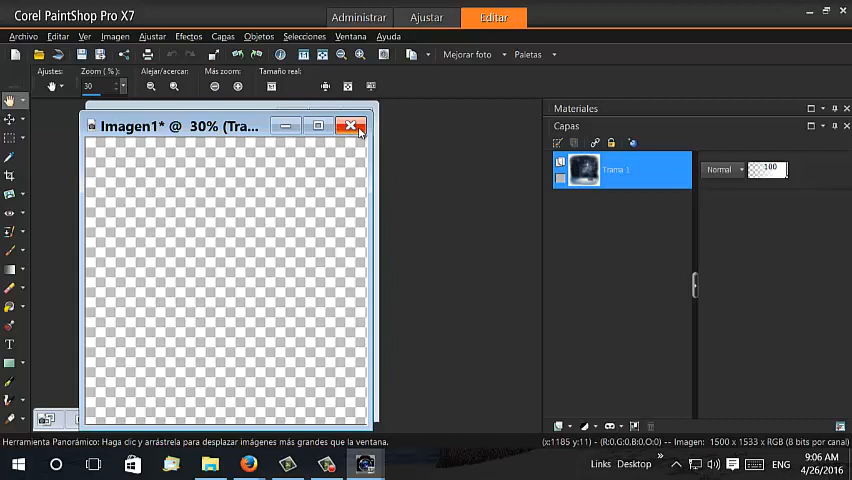 Corel PaintShop Pro X7
Administrar
Ajustar
Editar
Archivo Editar Ver Imagen Ajustar Efectos Capas Objetos Selecciones Ventana Ayuda
Mejorar foto
Paletas
Ajustes: Zoom ( % ): Alejar/acercar: Más zoom: Tamaño real:
30
Imagen1* @ 30% (Tra...
Materiales
Capas
Trama 1
Normal
100
Herramienta Panorámico: Haga clic y arrástrela para desplazar imágenes más grandes que la ventana.
(x:1185 y:11) -- (R:0,G:0,B:0,O:0) -- Imagen: 1500 x 1533 x RGB (8 bits por canal)
Links Desktop
ENG
9:06 AM
4/26/2016